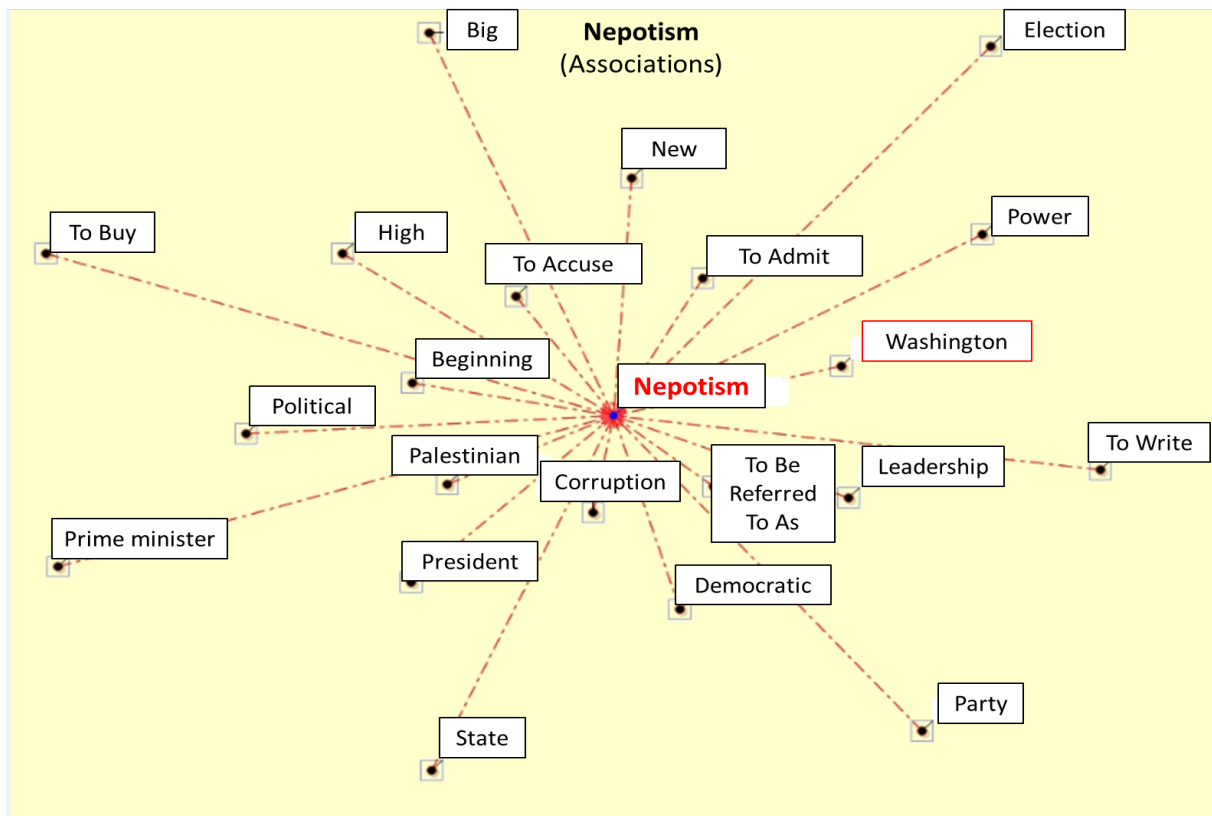 Nepotism
(Associations)
Big
Election
New
Power
To Buy
High
To Accuse
To Admit
Washington
Beginning
Nepotism
Political
Palestinian
Corruption
To Be
Referred
To As
Leadership
To Write
Prime minister
President
Democratic
Party
State